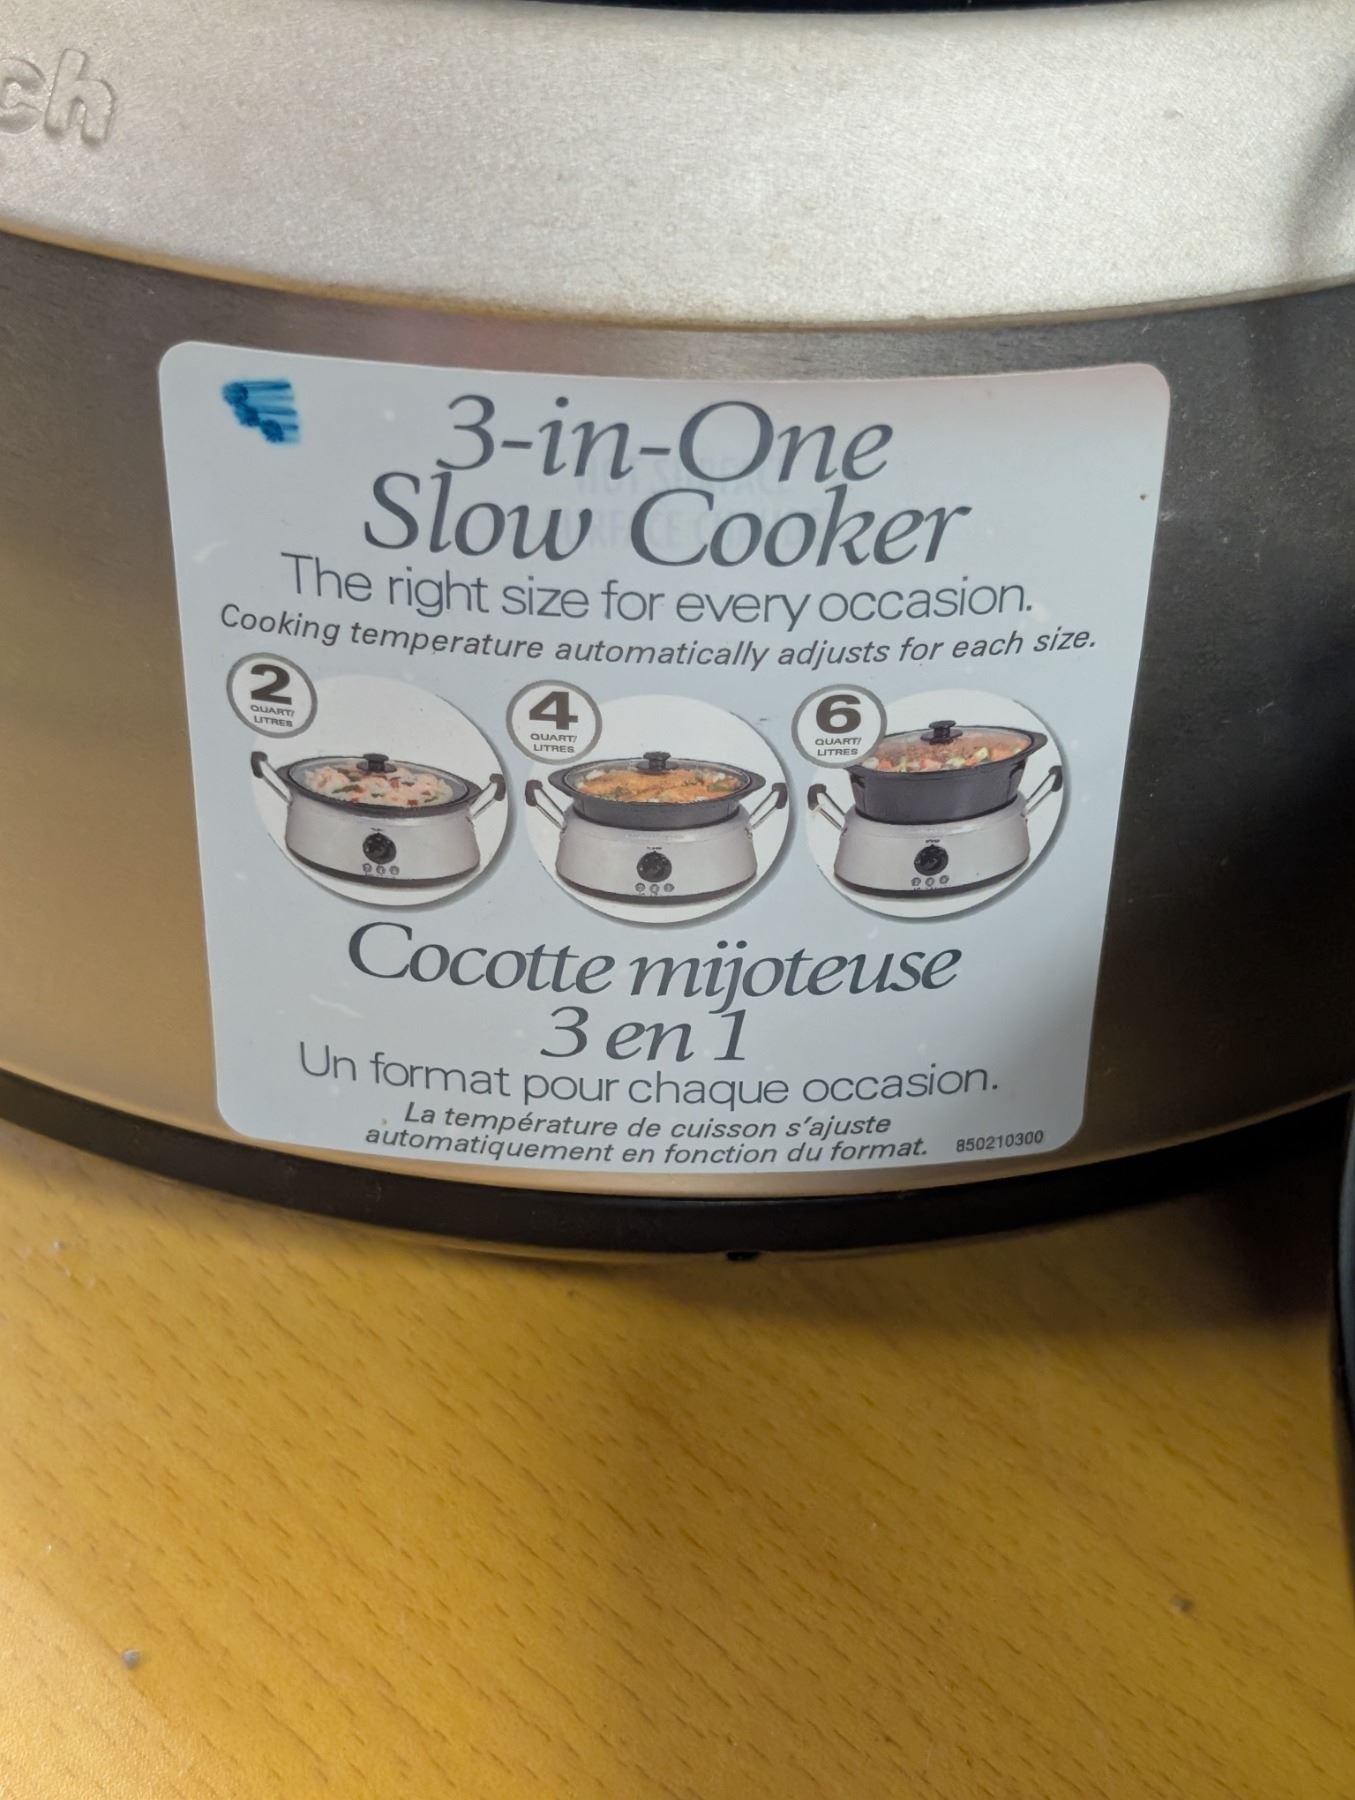 ch
3-in-One
Slow Cooker
The right size for every occasion.
Cooking temperature automatically adjusts for each size.
2
QUART/
LITRES
4
QUART/
LITRES
6
QUART/
LITRES
Cocotte mijoteuse
3 en 1
Un format pour chaque occasion.
La température de cuisson s'ajuste
automatiquement en fonction du format. 850210300